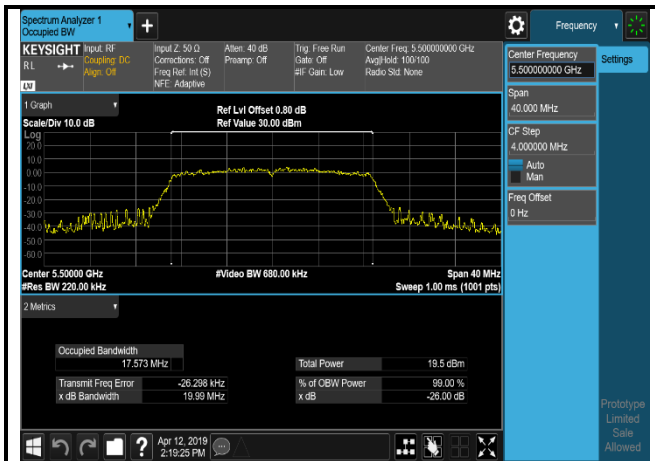 Spectrum Analyzer 1
Occupied BW
Frequency
KEYSIGHT Input: RF
RL Coupling: DC
Align: Off
LXI
Input Z: 50 Ω
Corrections: Off
Freq Ref: Int (S)
NFE: Adaptive
Atten: 40 dB
Preamp: Off
Trig: Free Run
Gate: Off
#IF Gain: Low
Center Freq: 5.500000000 GHz
Avg|Hold: 100/100
Radio Std: None
Center Frequency
5.500000000 GHz
Settings
Span
40.000 MHz
CF Step
4.000000 MHz
Auto
Man
Freq Offset
0 Hz
1 Graph
Scale/Div 10.0 dB
Ref Lvl Offset 0.80 dB
Ref Value 30.00 dBm
Log
20.0
10.0
0.00
-10.0
-20.0
-30.0
-40.0
-50.0
-60.0
Center 5.50000 GHz
#Video BW 680.00 kHz
Span 40 MHz
#Res BW 220.00 kHz
Sweep 1.00 ms (1001 pts)
2 Metrics
Occupied Bandwidth
17.573 MHz
Total Power 19.5 dBm
Transmit Freq Error -26.298 kHz
% of OBW Power 99.00 %
x dB Bandwidth 19.99 MHz
x dB -26.00 dB
Prototype
Limited
Sale
Allowed
Apr 12, 2019
2:19:25 PM